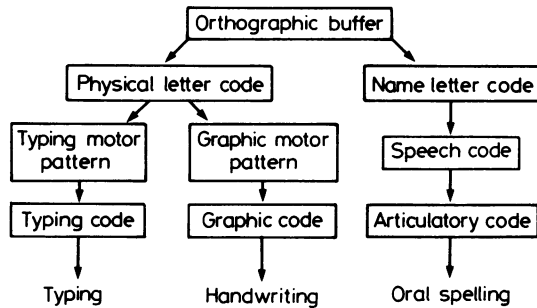 Orthographic buffer
Physical letter code
Name letter code
Typing motor
pattern
Graphic motor
pattern
Speech code
Typing code
Graphic code
Articulatory code
Typing
Handwriting
Oral spelling